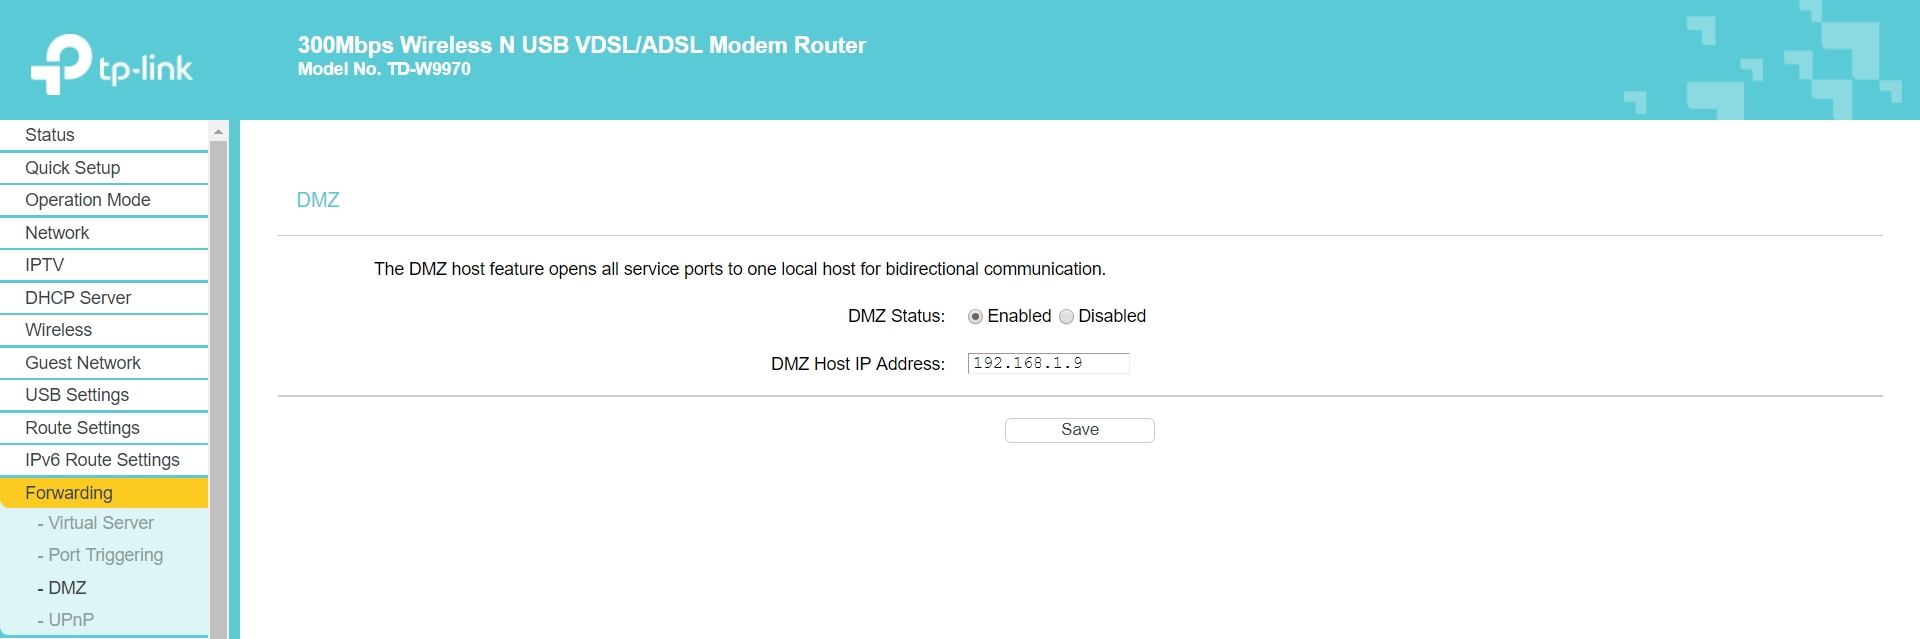 tp-link
300Mbps Wireless N USB VDSL/ADSL Modem Router
Model No. TD-W9970
Status
Quick Setup
Operation Mode
Network
IPTV
DHCP Server
Wireless
Guest Network
USB Settings
Route Settings
IPv6 Route Settings
Forwarding
- Virtual Server
- Port Triggering
- DMZ
- UPnP
DMZ
The DMZ host feature opens all service ports to one local host for bidirectional communication.
DMZ Status: Enabled Disabled
DMZ Host IP Address: 192.168.1.9
Save